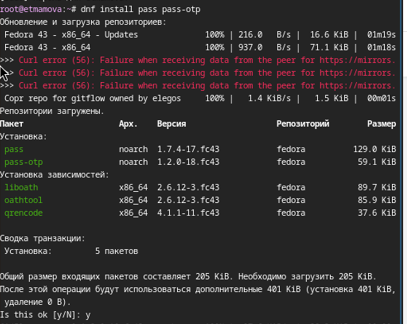 root@etmamova:~# dnf install pass pass-otp
Обновление и загрузка репозиториев:
Fedora 43 - x86_64 - Updates 100% | 216.0 B/s | 16.6 KiB | 01m19s
Fedora 43 - x86_64 100% | 937.0 B/s | 71.1 KiB | 01m18s
>>> Curl error (56): Failure when receiving data from the peer for https://mirrors.
>>> Curl error (56): Failure when receiving data from the peer for https://mirrors.
>>> Curl error (56): Failure when receiving data from the peer for https://mirrors.
Copr repo for gitflow owned by elegos 100% | 1.4 KiB/s | 1.5 KiB | 00m01s
Репозитории загружены.
Пакет Арх. Версия Репозиторий Размер
Установка:
pass noarch 1.7.4-17.fc43 fedora 129.0 KiB
pass-otp noarch 1.2.0-18.fc43 fedora 59.1 KiB
Установка зависимостей:
liboath x86_64 2.6.12-3.fc43 fedora 89.7 KiB
oathtool x86_64 2.6.12-3.fc43 fedora 85.9 KiB
qrencode x86_64 4.1.1-11.fc43 fedora 37.6 KiB
Сводка транзакции:
Установка: 5 пакетов
Общий размер входящих пакетов составляет 205 KiB. Необходимо загрузить 205 KiB.
После этой операции будут использоваться дополнительные 401 KiB (установка 401 KiB,
удаление 0 B).
Is this ok [y/N]: y